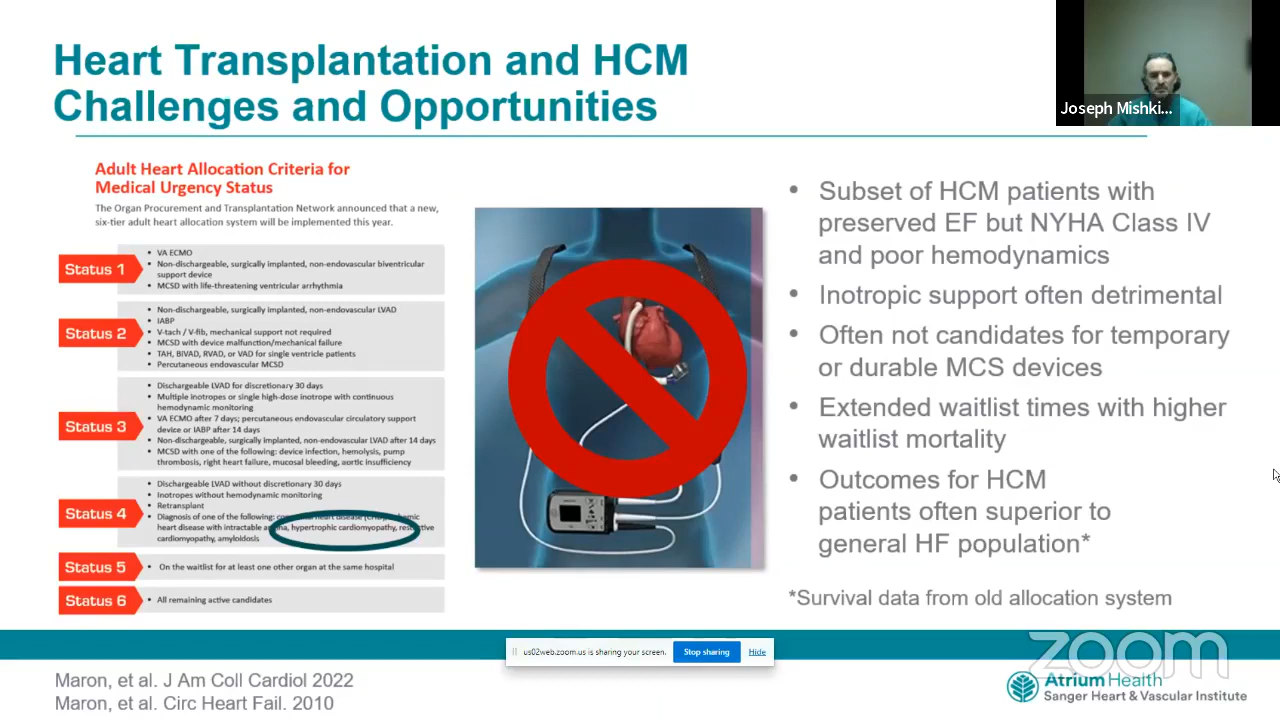 Heart Transplantation and HCM
Challenges and Opportunities
Joseph Mishki...
Adult Heart Allocation Criteria for
Medical Urgency Status
The Organ Procurement and Transplantation Network announced that a new,
six-tier adult heart allocation system will be implemented this year.
Status 1
• VA ECMO
• Non-dischargeable, surgically implanted, non-endovascular biventricular
support device
• MCSD with life-threatening ventricular arrhythmia
Status 2
• Non-dischargeable, surgically implanted, non-endovascular LVAD
• IABP
• V-tach / V-fib, mechanical support not required
• MCSD with device malfunction/mechanical failure
• TAH, BIVAD, RVAD, or VAD for single ventricle patients
• Percutaneous endovascular MCSD
Status 3
• Dischargeable LVAD for discretionary 30 days
• Multiple inotropes or single high-dose inotrope with continuous
hemodynamic monitoring
• VA ECMO after 7 days; percutaneous endovascular circulatory support
device or IABP after 14 days
• Non-dischargeable, surgically implanted, non-endovascular LVAD after 14 days
• MCSD with one of the following: device infection, hemolysis, pump
thrombosis, right heart failure, mucosal bleeding, aortic insufficiency
Status 4
• Dischargeable LVAD without discretionary 30 days
• Inotropes without hemodynamic monitoring
• Retransplant
• Diagnosis of one of the following: heart disease
heart disease with intractable hypertrophic cardiomyopathy,
cardiomyopathy, amyloidosis
Status 5
• On the waitlist for at least one other organ at the same hospital
Status 6
• All remaining active candidates
• Subset of HCM patients with
preserved EF but NYHA Class IV
and poor hemodynamics
• Inotropic support often detrimental
• Often not candidates for temporary
or durable MCS devices
• Extended waitlist times with higher
waitlist mortality
• Outcomes for HCM
patients often superior to
general HF population*
*Survival data from old allocation system
us02web.zoom.us is sharing your screen.
Stop sharing
Hide
zoom
Maron, et al. J Am Coll Cardiol 2022
Maron, et al. Circ Heart Fail. 2010
Atrium Health
Sanger Heart & Vascular Institute